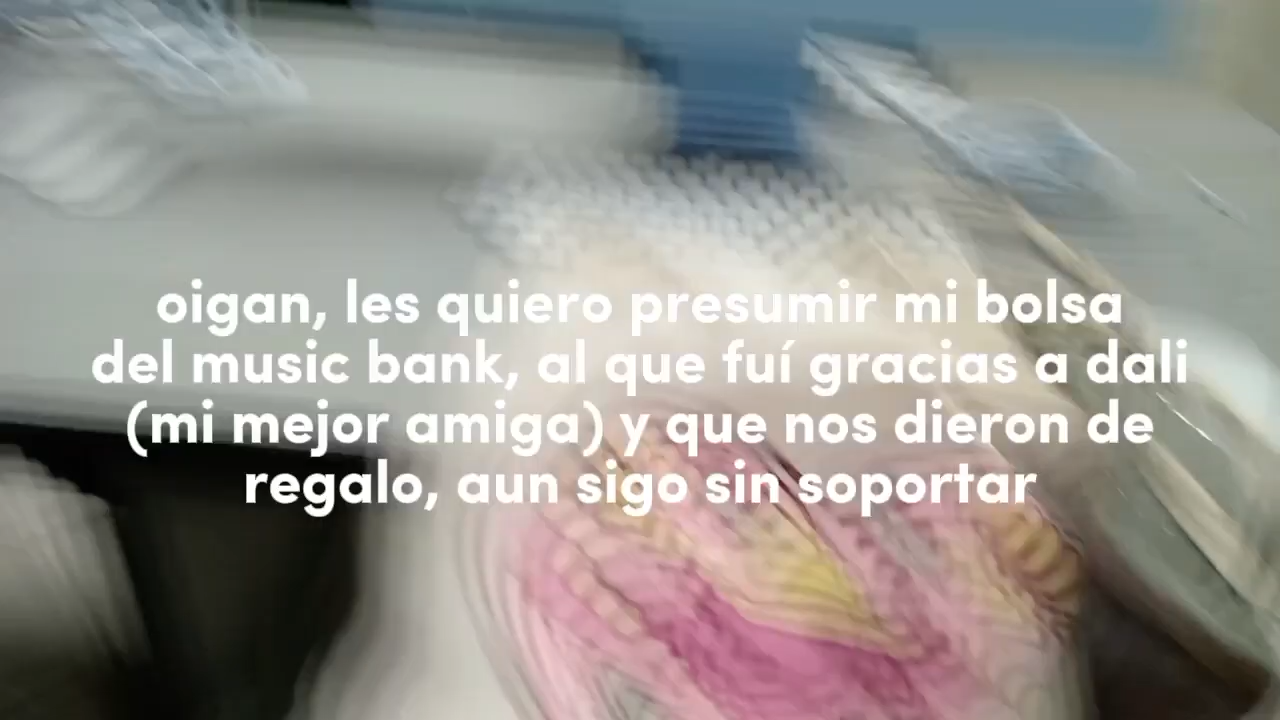 oigan, les quiero presumir mi bolsa
del music bank, al que fuí gracias a dali
(mi mejor amiga) y que nos dieron de
regalo, aun sigo sin soportar